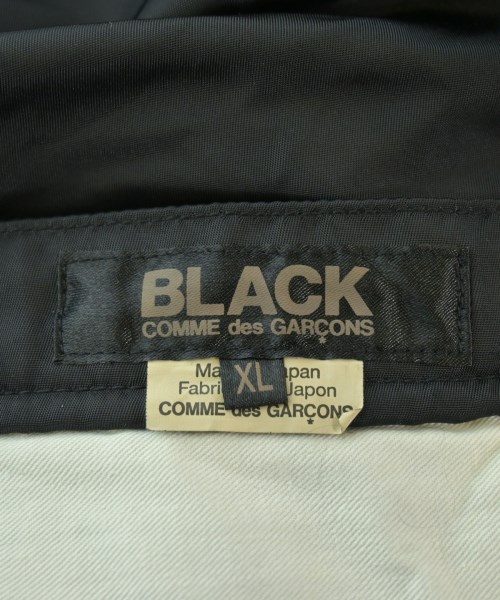 BLACK
COMME des GARÇONS
XL
Ma apan
Fabri Japon
COMME des GARÇONS